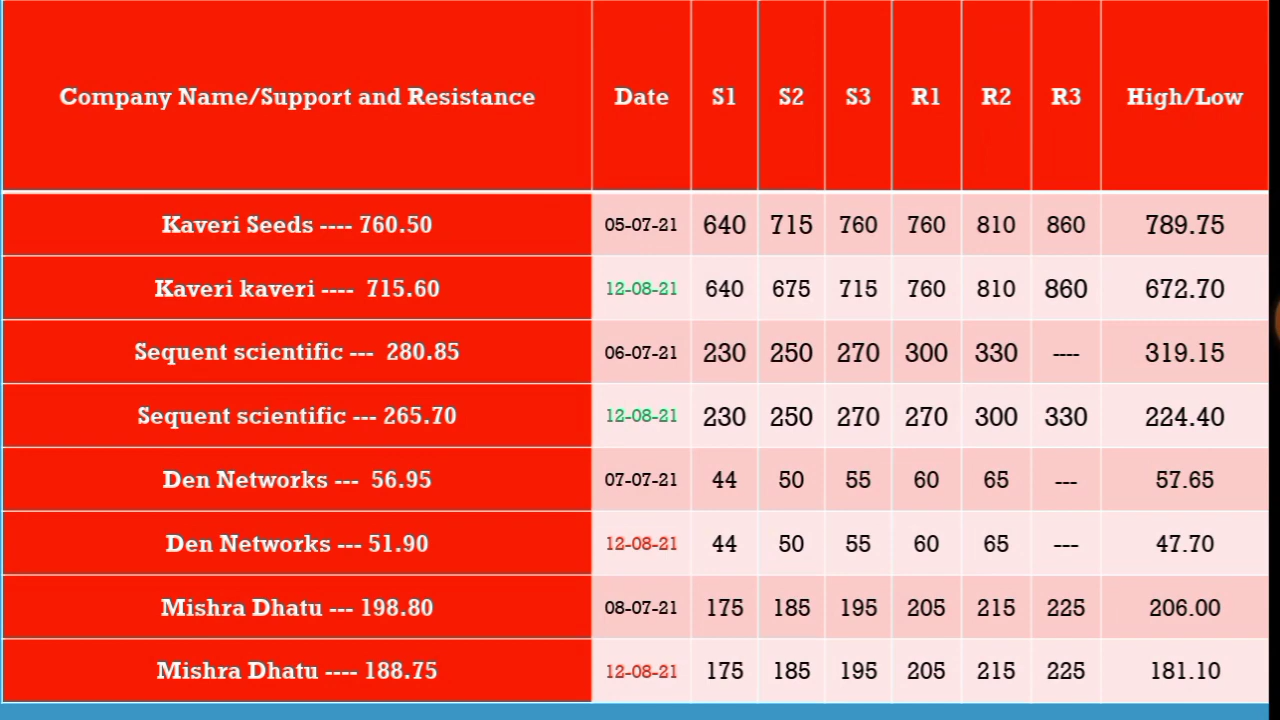 Company Name/Support and Resistance Date S1 S2 S3 R1 R2 R3 High/Low
Kaveri Seeds ---- 760.50 05-07-21 640 715 760 760 810 860 789.75
Kaveri kaveri ---- 715.60 12-08-21 640 675 715 760 810 860 672.70
Sequent scientific --- 280.85 06-07-21 230 250 270 300 330 ---- 319.15
Sequent scientific --- 265.70 12-08-21 230 250 270 270 300 330 224.40
Den Networks --- 56.95 07-07-21 44 50 55 60 65 --- 57.65
Den Networks --- 51.90 12-08-21 44 50 55 60 65 --- 47.70
Mishra Dhatu --- 198.80 08-07-21 175 185 195 205 215 225 206.00
Mishra Dhatu ---- 188.75 12-08-21 175 185 195 205 215 225 181.10